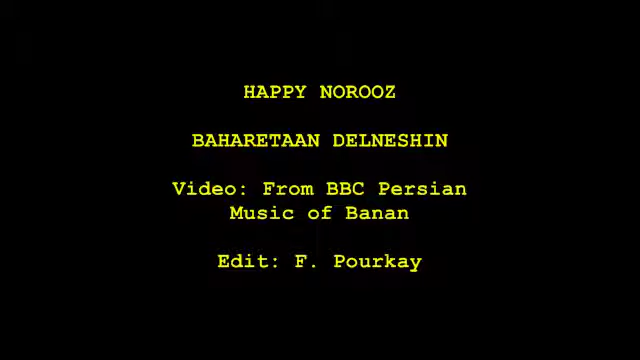 HAPPY NOROOZ
BAHARETAAN DELNESHIN
Video: From BBC Persian
Music of Banan
Edit: F. Pourkay